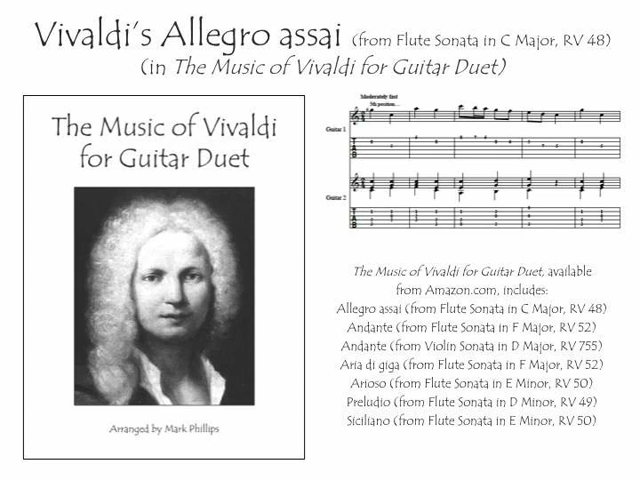 Vivaldi's Allegro assai (from Flute Sonata in C Major, RV 48)
(in The Music of Vivaldi for Guitar Duet)
The Music of Vivaldi
for Guitar Duet
Arranged by Mark Phillips
Moderately fast
Guitar 1
Guitar 2
The Music of Vivaldi for Guitar Duet, available
from Amazon.com, includes:
Allegro assai (from Flute Sonata in C Major, RV 48)
Andante (from Flute Sonata in F Major, RV 52)
Andante (from Violin Sonata in D Major, RV 755)
Aria di giga (from Flute Sonata in F Major, RV 52)
Arioso (from Flute Sonata in E Minor, RV 50)
Preludio (from Flute Sonata in D Minor, RV 49)
Siciliano (from Flute Sonata in E Minor, RV 50)